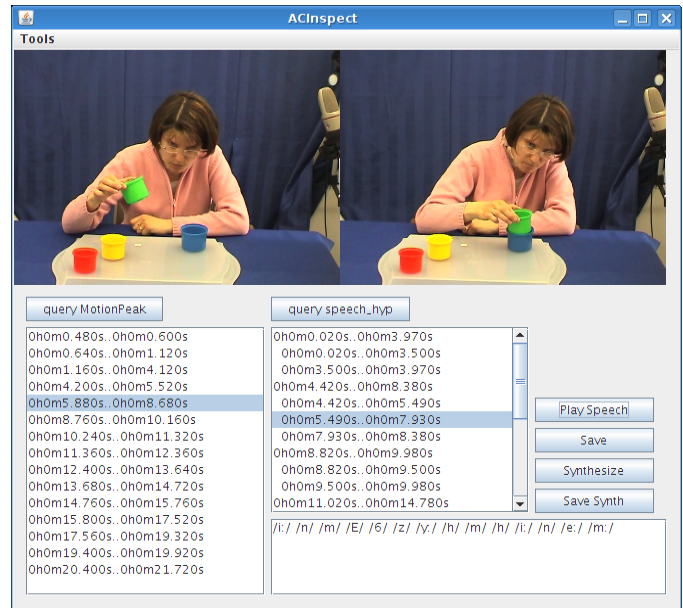 ACInspect
Tools
query MotionPeak
query speech_hyp
0h0m0.480s..0h0m0.600s
0h0m0.640s..0h0m1.120s
0h0m1.160s..0h0m4.120s
0h0m4.200s..0h0m5.520s
0h0m5.880s..0h0m8.680s
0h0m8.760s..0h0m10.160s
0h0m10.240s..0h0m11.320s
0h0m11.360s..0h0m12.360s
0h0m12.400s..0h0m13.640s
0h0m13.680s..0h0m14.720s
0h0m14.760s..0h0m15.760s
0h0m15.800s..0h0m17.520s
0h0m17.560s..0h0m19.320s
0h0m19.400s..0h0m19.920s
0h0m20.400s..0h0m21.720s
0h0m0.020s..0h0m3.970s
0h0m0.020s..0h0m3.500s
0h0m3.500s..0h0m3.970s
0h0m4.420s..0h0m8.380s
0h0m4.420s..0h0m5.490s
0h0m5.490s..0h0m7.930s
0h0m7.930s..0h0m8.380s
0h0m8.820s..0h0m9.980s
0h0m8.820s..0h0m9.500s
0h0m9.500s..0h0m9.980s
0h0m11.020s..0h0m14.780s
Play Speech
Save
Synthesize
Save Synth
/i:/ /n/ /m/ /E/ /6/ /z/ /y:/ /h/ /m/ /h/ /i:/ /n/ /e:/ /m:/